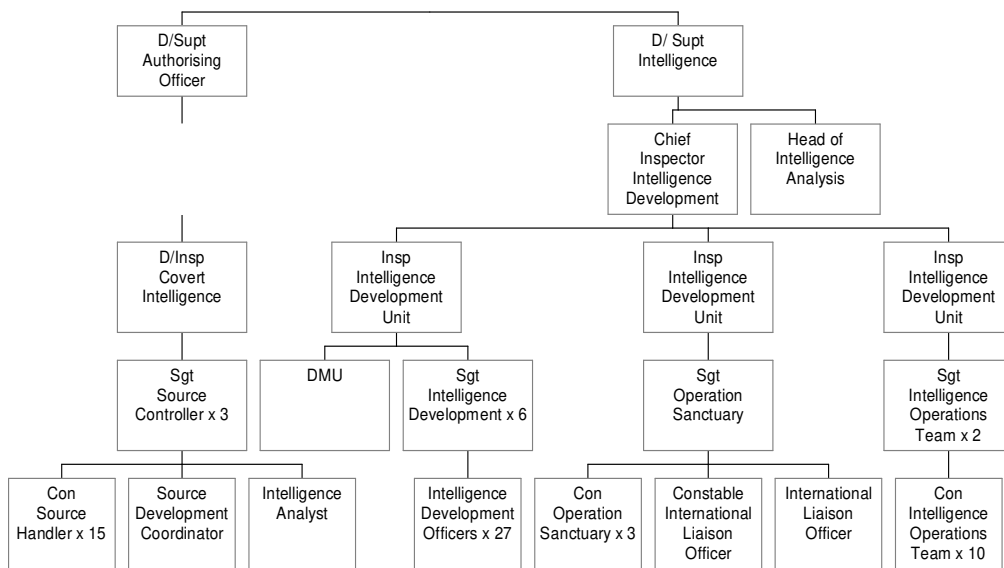 D/Supt
Authorising
Officer
D/ Supt
Intelligence
Chief
Inspector
Intelligence
Development
Head of
Intelligence
Analysis
D/Insp
Covert
Intelligence
Insp
Intelligence
Development
Unit
Insp
Intelligence
Development
Unit
Insp
Intelligence
Development
Unit
Sgt
Source
Controller x 3
DMU
Sgt
Intelligence
Development x 6
Sgt
Operation
Sanctuary
Sgt
Intelligence
Operations
Team x 2
Con
Source
Handler x 15
Source
Development
Coordinator
Intelligence
Analyst
Intelligence
Development
Officers x 27
Con
Operation
Sanctuary x 3
Constable
International
Liaison
Officer
International
Liaison
Officer
Con
Intelligence
Operations
Team x 10